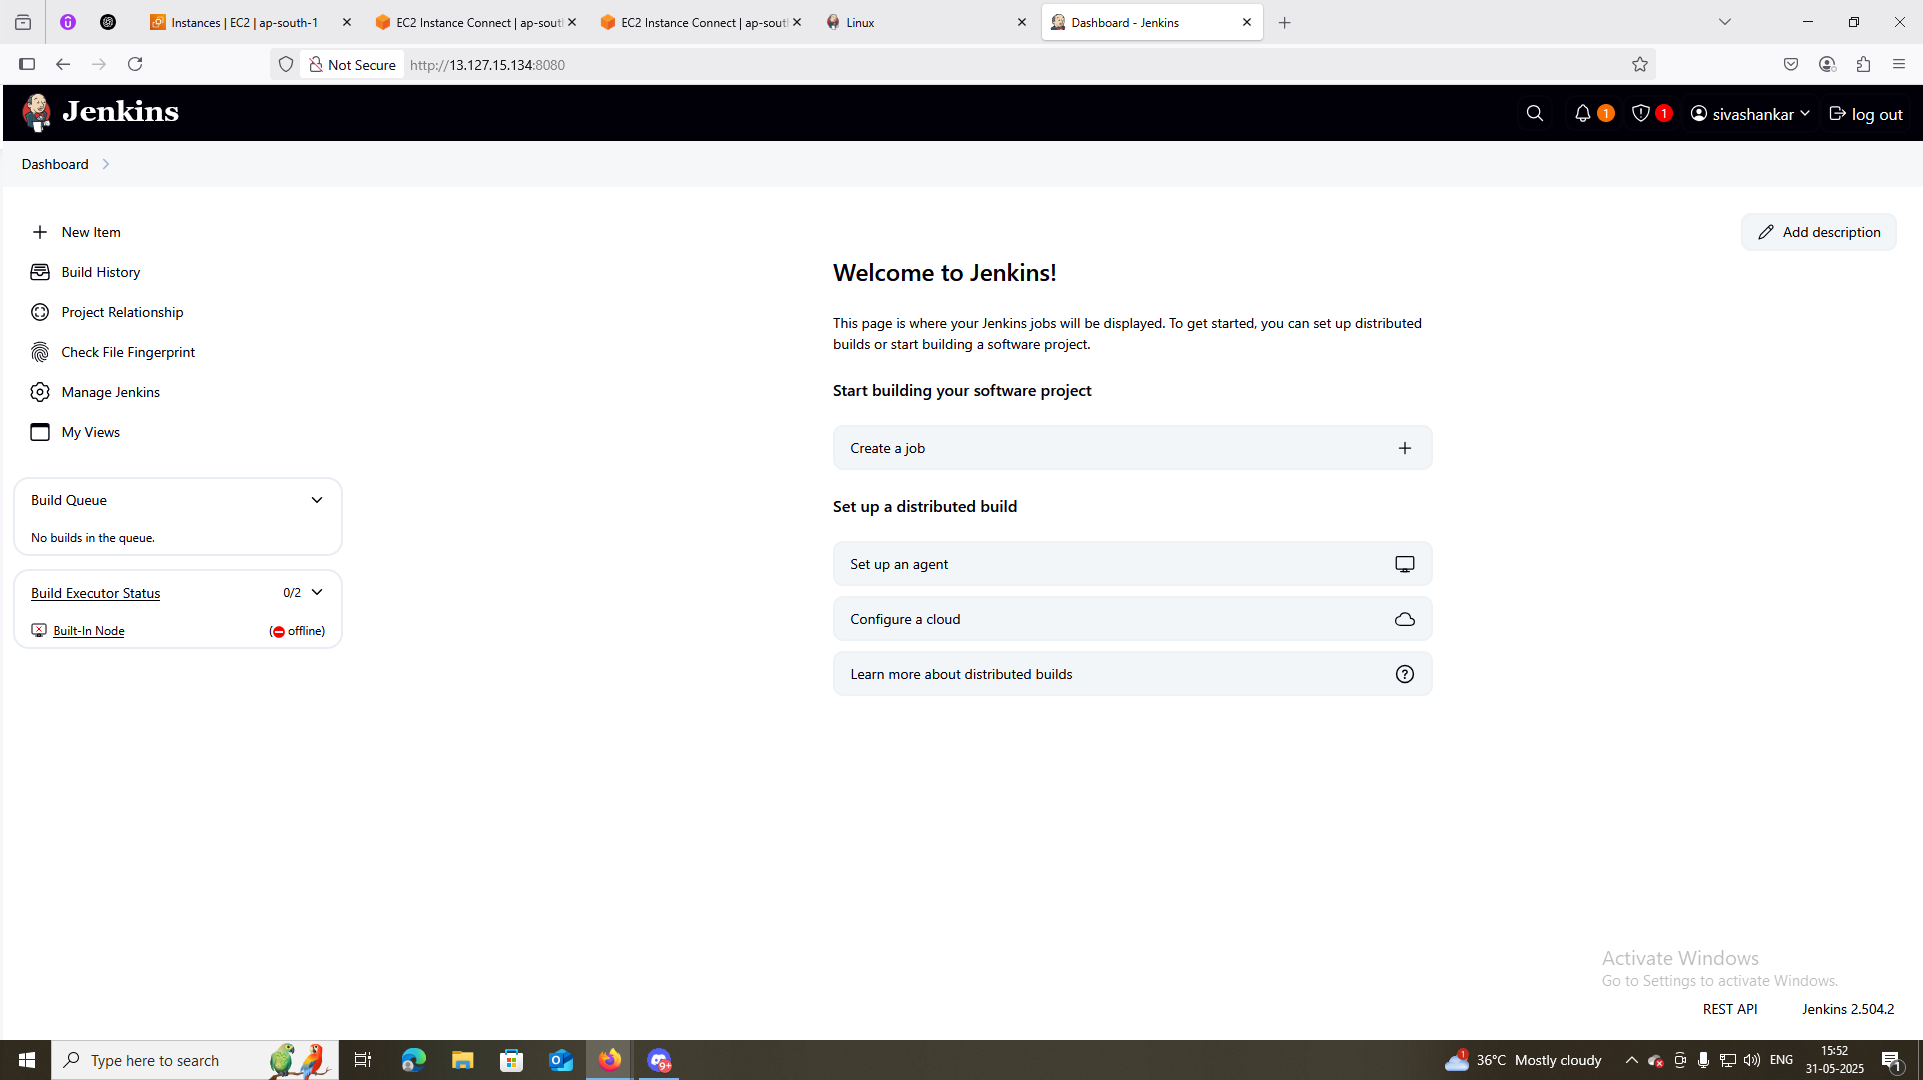 Instances | EC2 | ap-south-1
EC2 Instance Connect | ap-sout
EC2 Instance Connect | ap-sout
Linux
Dashboard - Jenkins
Not Secure
http://13.127.15.134:8080
Jenkins
1
1
sivashankar
log out
Dashboard
New Item
Build History
Project Relationship
Check File Fingerprint
Manage Jenkins
My Views
Build Queue
No builds in the queue.
Build Executor Status
0/2
Built-In Node
(offline)
Add description
Welcome to Jenkins!
This page is where your Jenkins jobs will be displayed. To get started, you can set up distributed
builds or start building a software project.
Start building your software project
Create a job
Set up a distributed build
Set up an agent
Configure a cloud
Learn more about distributed builds
Activate Windows
Go to Settings to activate Windows.
REST API
Jenkins 2.504.2
Type here to search
9+
1
36°C Mostly cloudy
ENG
15:52
31-05-2025
1